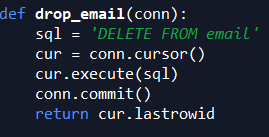 def drop_email(conn):
    sql = 'DELETE FROM email'
    cur = conn.cursor()
    cur.execute(sql)
    conn.commit()
    return cur.lastrowid